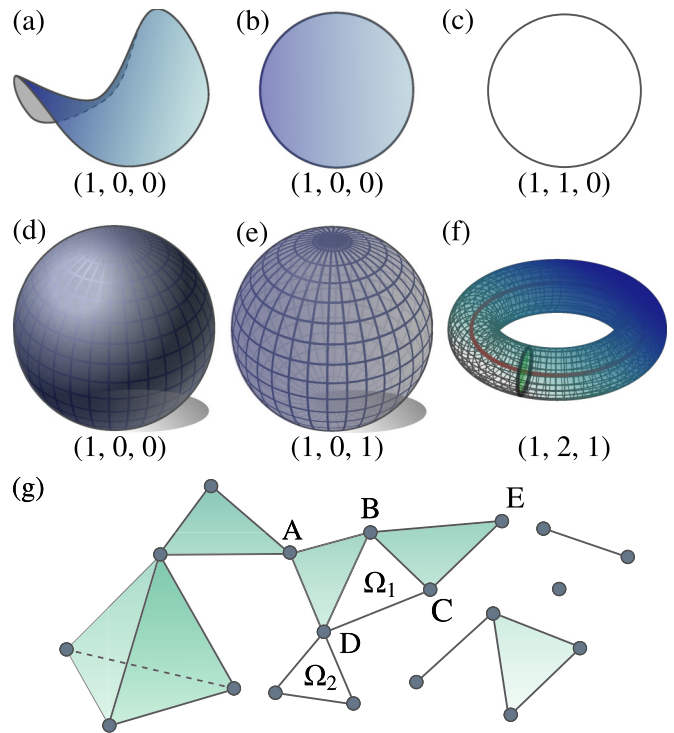 (a) (b) (c)
(1, 0, 0) (1, 0, 0) (1, 1, 0)
(d) (e) (f)
(1, 0, 0) (1, 0, 1) (1, 2, 1)
(g)
E
B
A
Ω₁
C
D
Ω₂